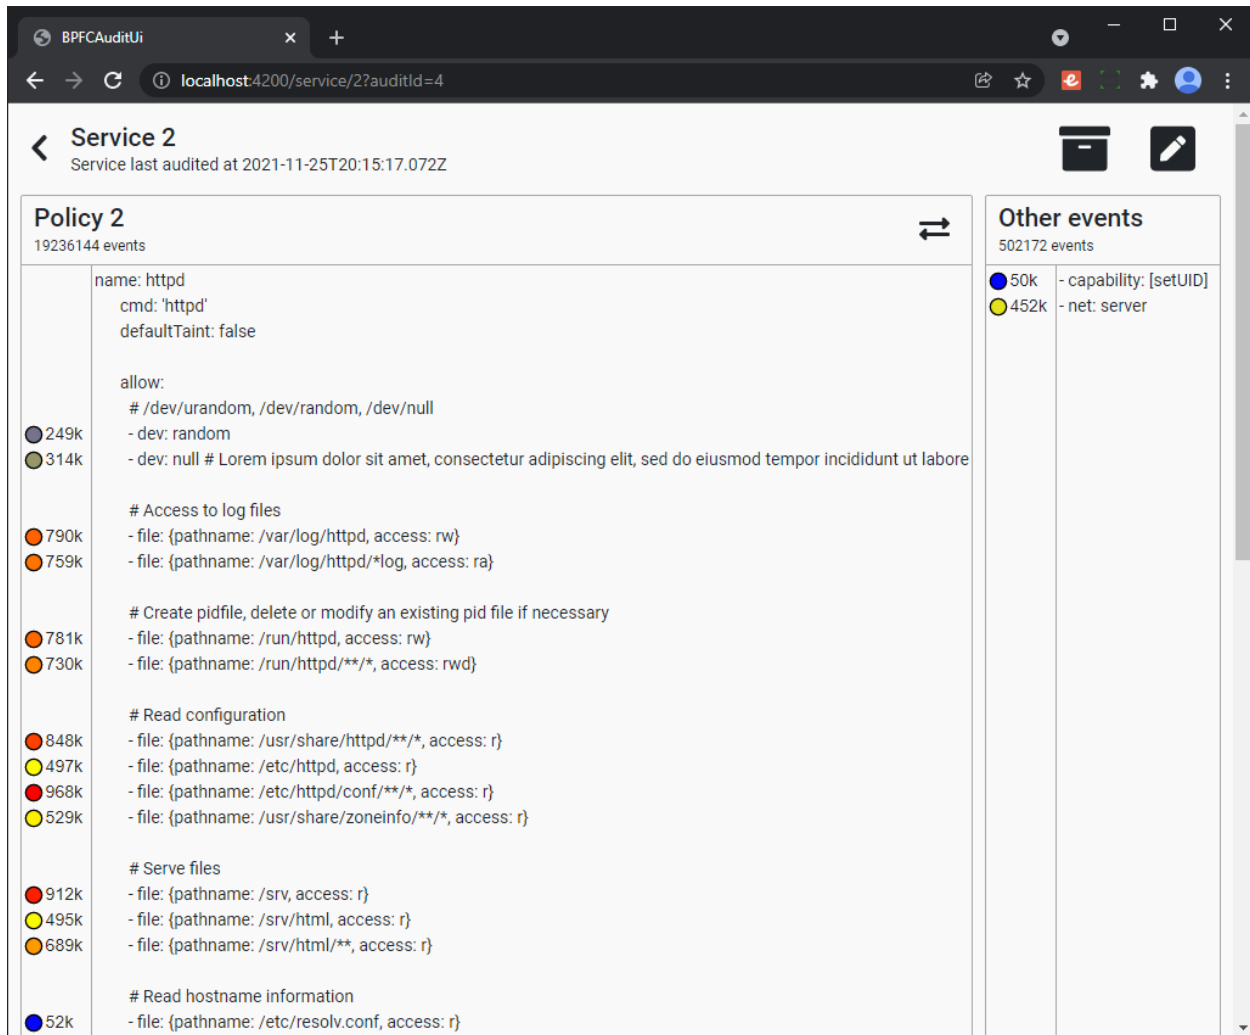 BPFCAuditUi
localhost:4200/service/2?auditId=4
Service 2
Service last audited at 2021-11-25T20:15:17.072Z
Policy 2
19236144 events
name: httpd
cmd: 'httpd'
defaultTaint: false
allow:
# /dev/urandom, /dev/random, /dev/null
249k - dev: random
314k - dev: null # Lorem ipsum dolor sit amet, consectetur adipiscing elit, sed do eiusmod tempor incididunt ut labore
# Access to log files
790k - file: {pathname: /var/log/httpd, access: rw}
759k - file: {pathname: /var/log/httpd/*log, access: ra}
# Create pidfile, delete or modify an existing pid file if necessary
781k - file: {pathname: /run/httpd, access: rw}
730k - file: {pathname: /run/httpd/**/*, access: rwd}
# Read configuration
848k - file: {pathname: /usr/share/httpd/**/*, access: r}
497k - file: {pathname: /etc/httpd, access: r}
968k - file: {pathname: /etc/httpd/conf/**/*, access: r}
529k - file: {pathname: /usr/share/zoneinfo/**/*, access: r}
# Serve files
912k - file: {pathname: /srv, access: r}
495k - file: {pathname: /srv/html, access: r}
689k - file: {pathname: /srv/html/**, access: r}
# Read hostname information
52k - file: {pathname: /etc/resolv.conf, access: r}
Other events
502172 events
50k - capability: [setUID]
452k - net: server